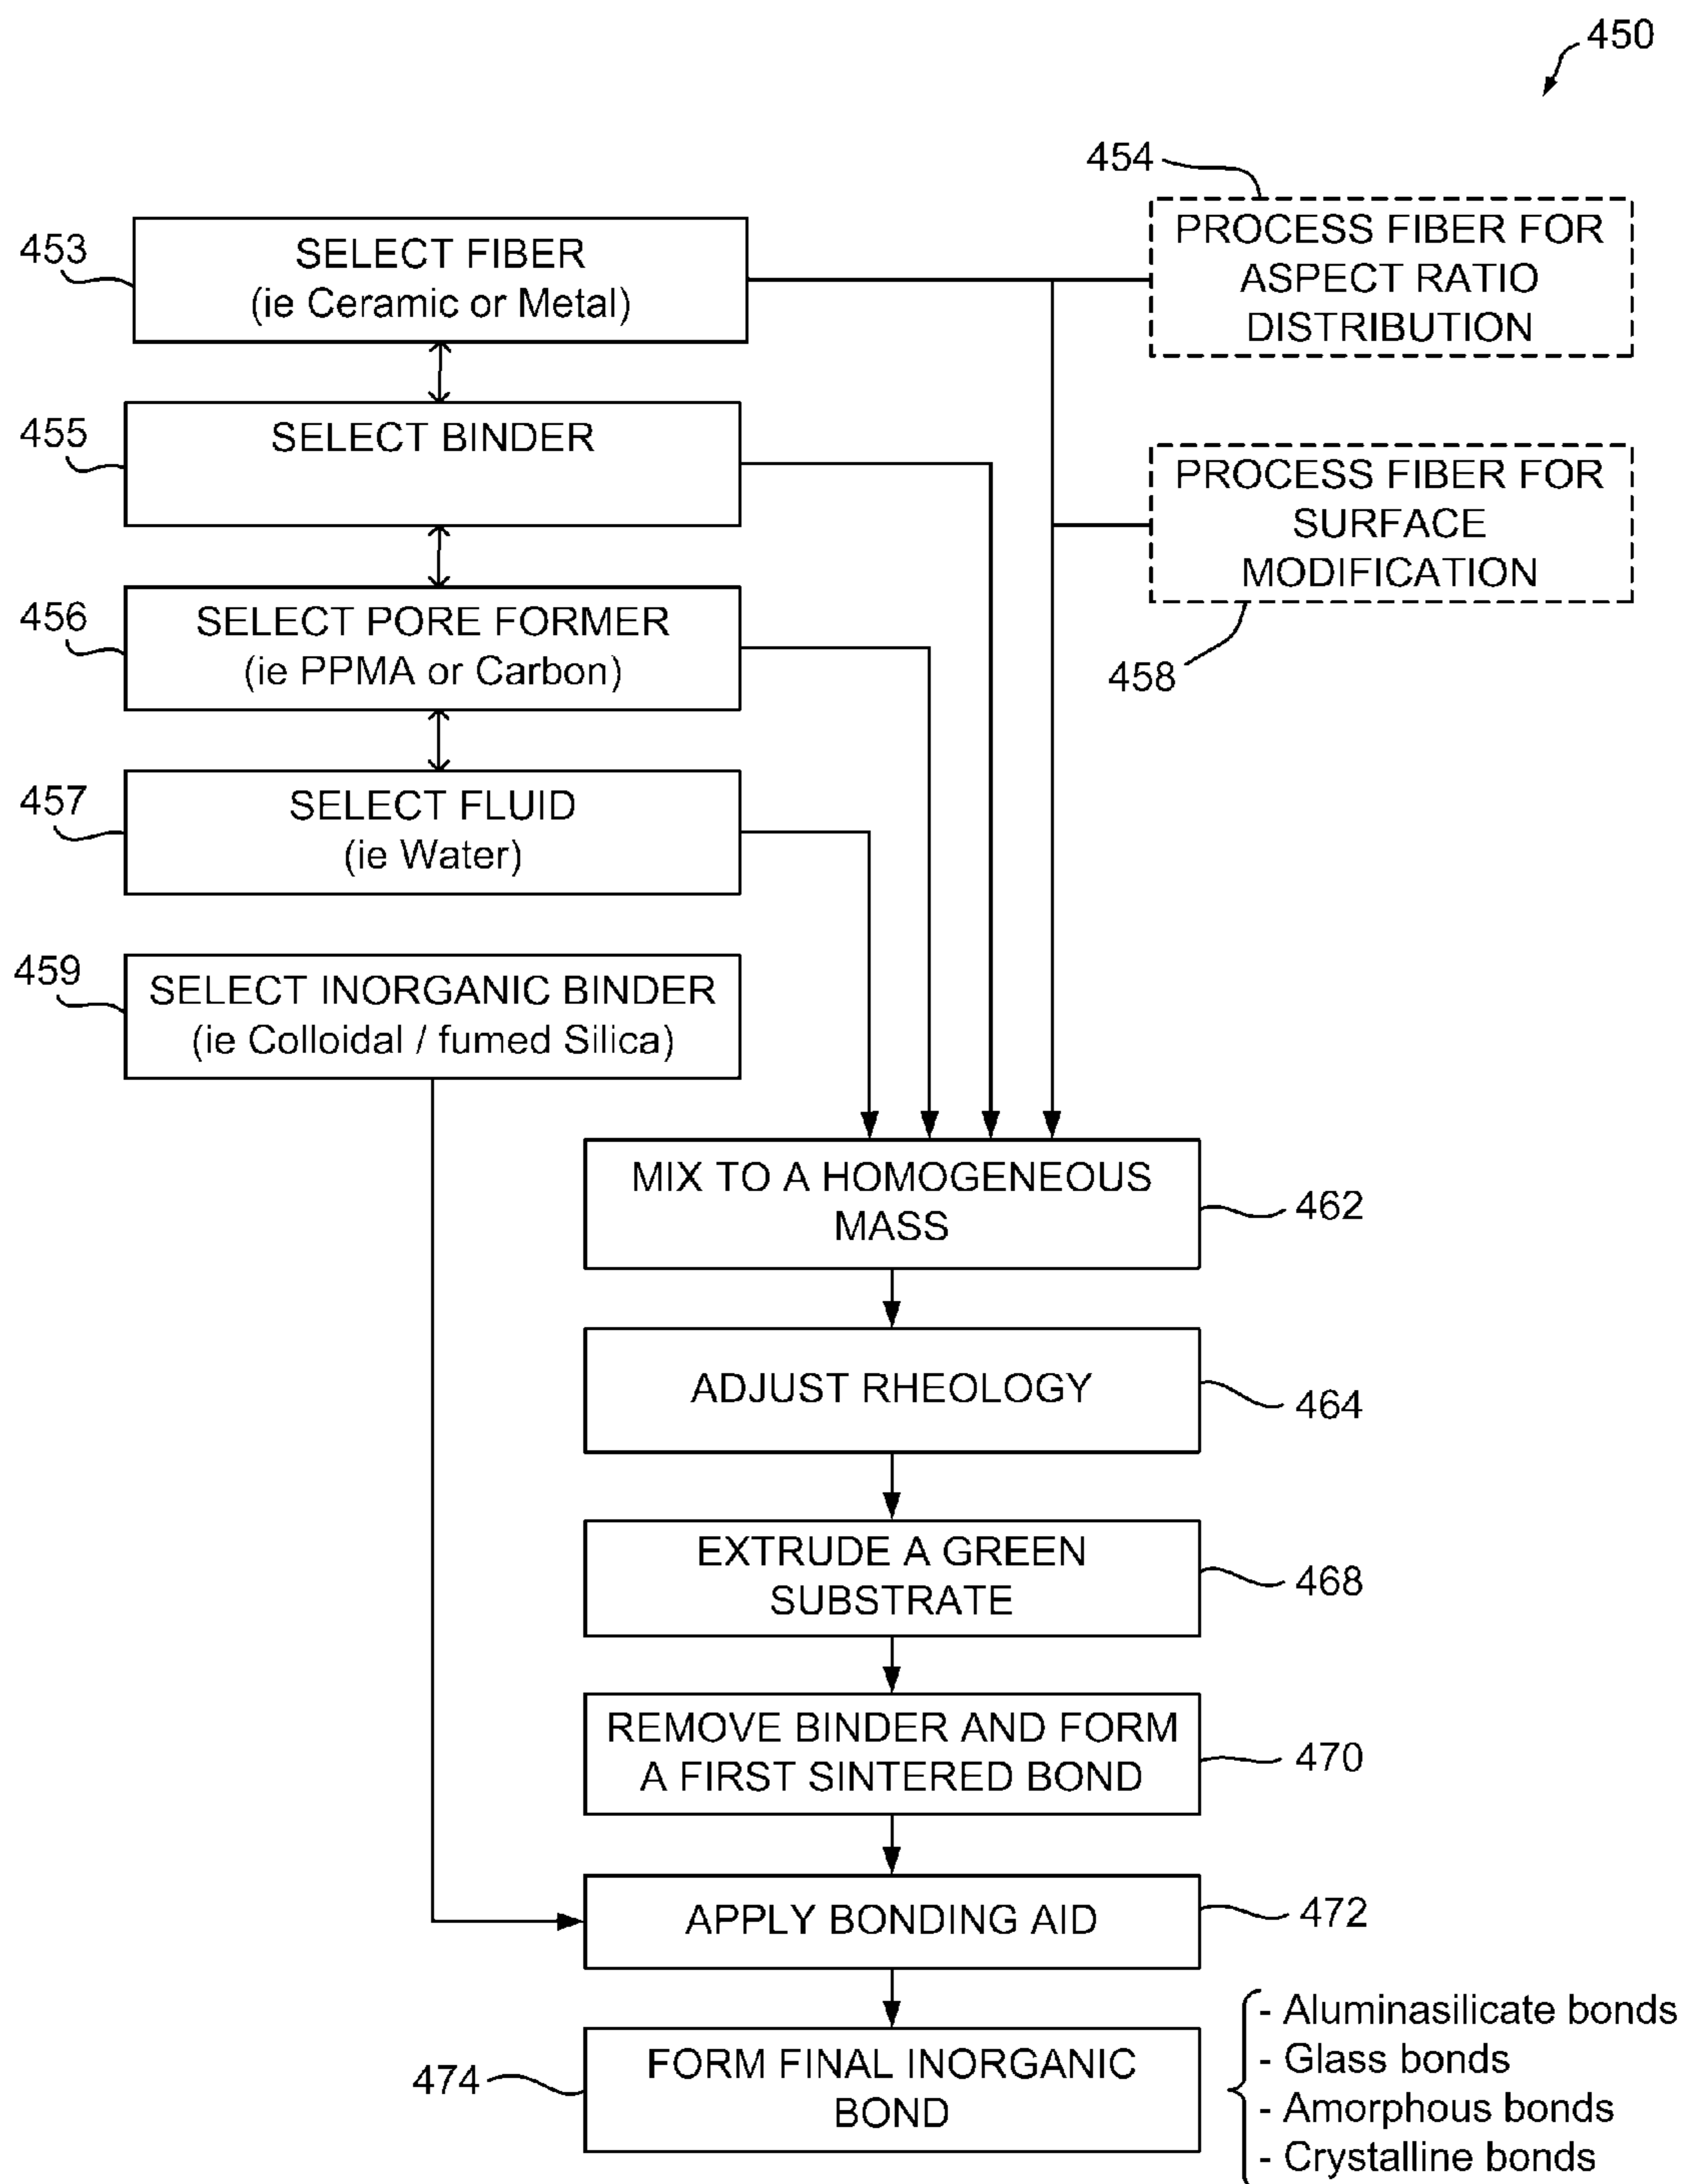 450
454
PROCESS FIBER FOR
ASPECT RATIO
DISTRIBUTION
453
SELECT FIBER
(ie Ceramic or Metal)
455
SELECT BINDER
PROCESS FIBER FOR
SURFACE
MODIFICATION
458
456
SELECT PORE FORMER
(ie PPMA or Carbon)
457
SELECT FLUID
(ie Water)
459
SELECT INORGANIC BINDER
(ie Colloidal / fumed Silica)
MIX TO A HOMOGENEOUS
MASS
462
ADJUST RHEOLOGY
464
EXTRUDE A GREEN
SUBSTRATE
468
REMOVE BINDER AND FORM
A FIRST SINTERED BOND
470
APPLY BONDING AID
472
474
FORM FINAL INORGANIC
BOND
- Aluminasilicate bonds
- Glass bonds
- Amorphous bonds
- Crystalline bonds